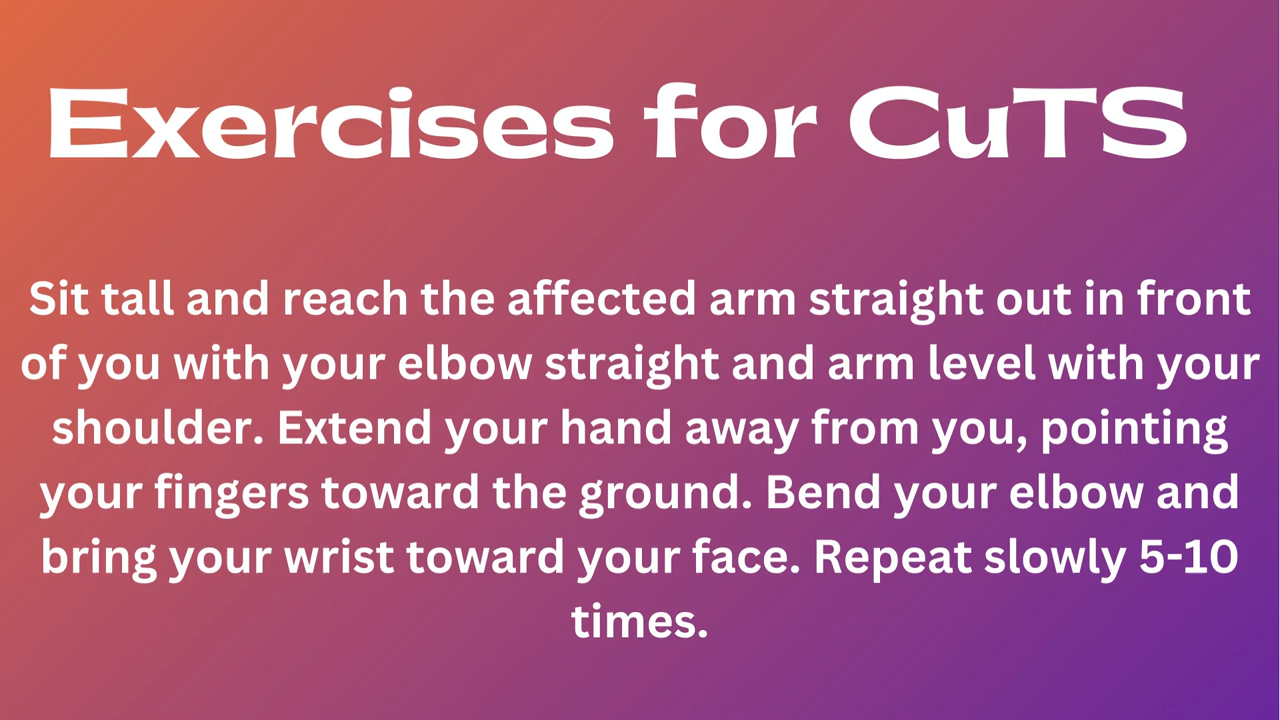 Exercises for CuTS
Sit tall and reach the affected arm straight out in front
of you with your elbow straight and arm level with your
shoulder. Extend your hand away from you, pointing
your fingers toward the ground. Bend your elbow and
bring your wrist toward your face. Repeat slowly 5-10
times.